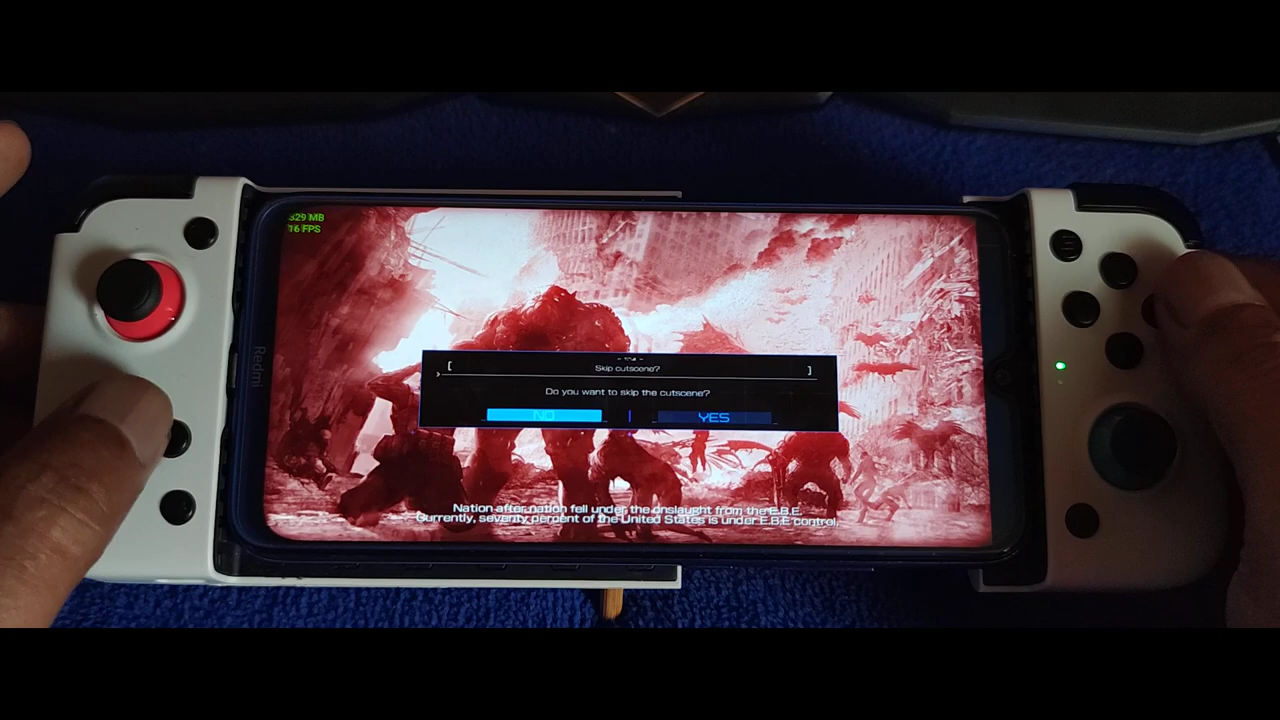 329 MB
16 FPS
Redmi
[ Skip cutscene? ]
Do you want to skip the cutscene?
NO | YES
Nation after nation fell under the onslaught from the E.B.E.
Currently, seventy percent of the United States is under E.B.E control.